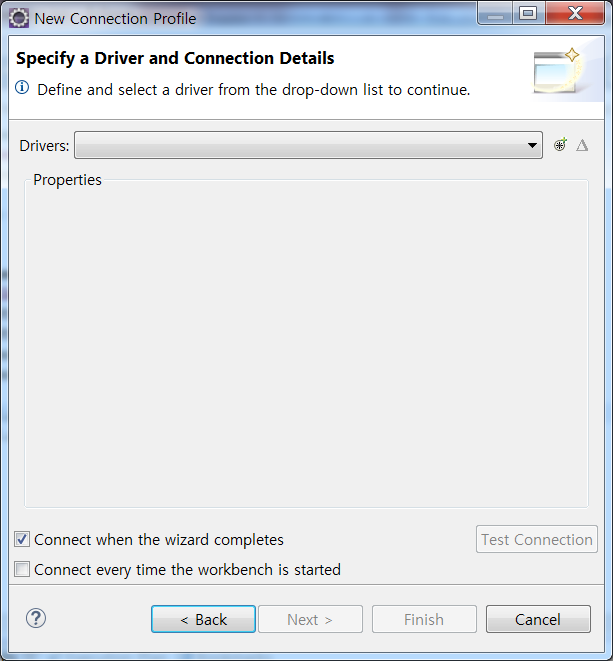 New Connection Profile
Specify a Driver and Connection Details
Define and select a driver from the drop-down list to continue.
Drivers:
Properties
Connect when the wizard completes
Test Connection
Connect every time the workbench is started
?
< Back
Next >
Finish
Cancel